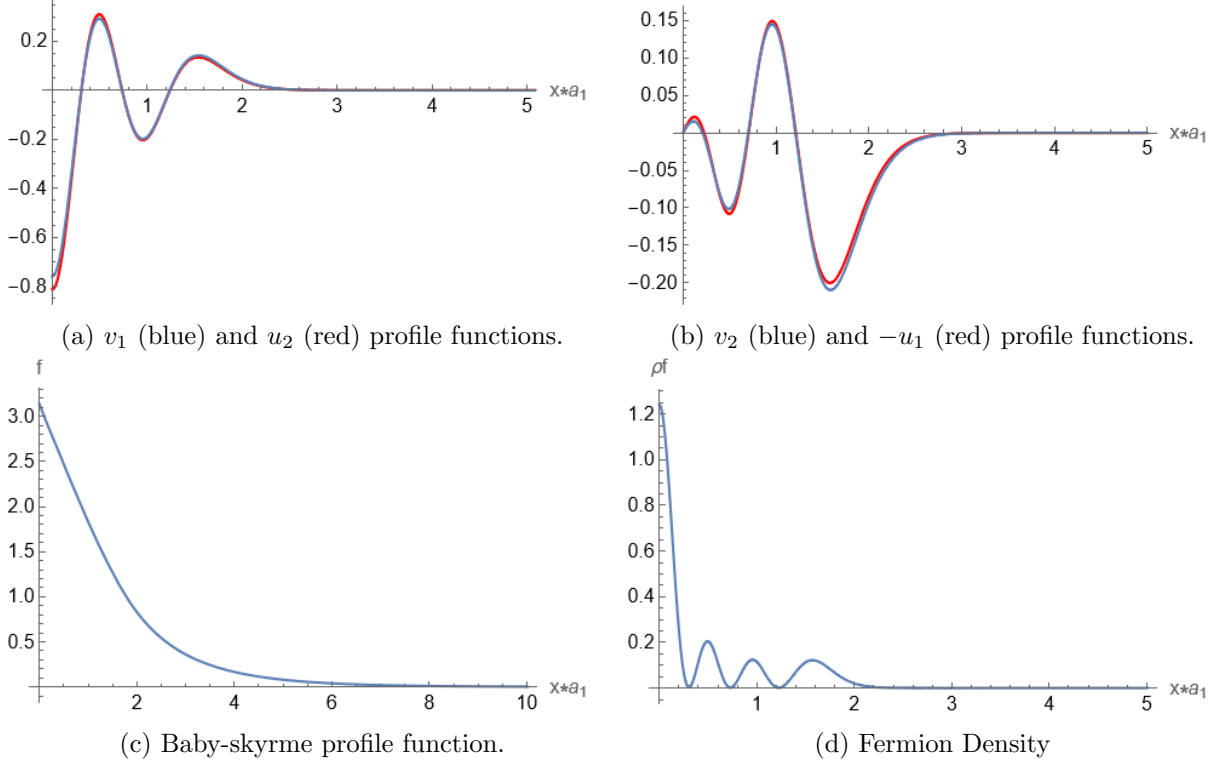 0.2
−0.2
−0.4
−0.6
−0.8
1 2 3 4 5
x*a₁
0.15
0.10
0.05
−0.05
−0.10
−0.15
−0.20
1 2 3 4 5
x*a₁
(a) v₁ (blue) and u₂ (red) profile functions.
(b) v₂ (blue) and −u₁ (red) profile functions.
f
3.0
2.5
2.0
1.5
1.0
0.5
2 4 6 8 10
x*a₁
ρf
1.2
1.0
0.8
0.6
0.4
0.2
1 2 3 4 5
x*a₁
(c) Baby-skyrme profile function.
(d) Fermion Density